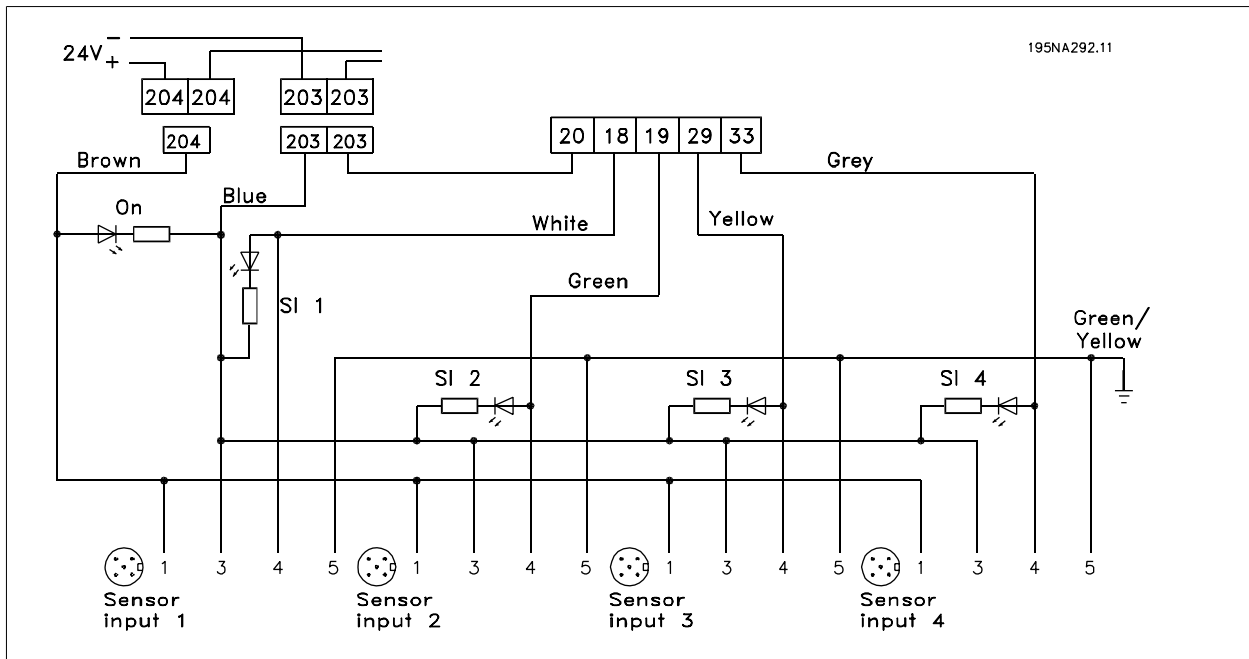 195NA292.11
24V - +
204 204 203 203
204 203 203
20 18 19 29 33
Brown
Grey
Blue
On
White
Yellow
Green
SI 1
Green/
Yellow
SI 2
SI 3
SI 4
1 3 4 5 1 3 4 5 1 3 4 5 1 3 4 5
Sensor
input 1
Sensor
input 2
Sensor
input 3
Sensor
input 4